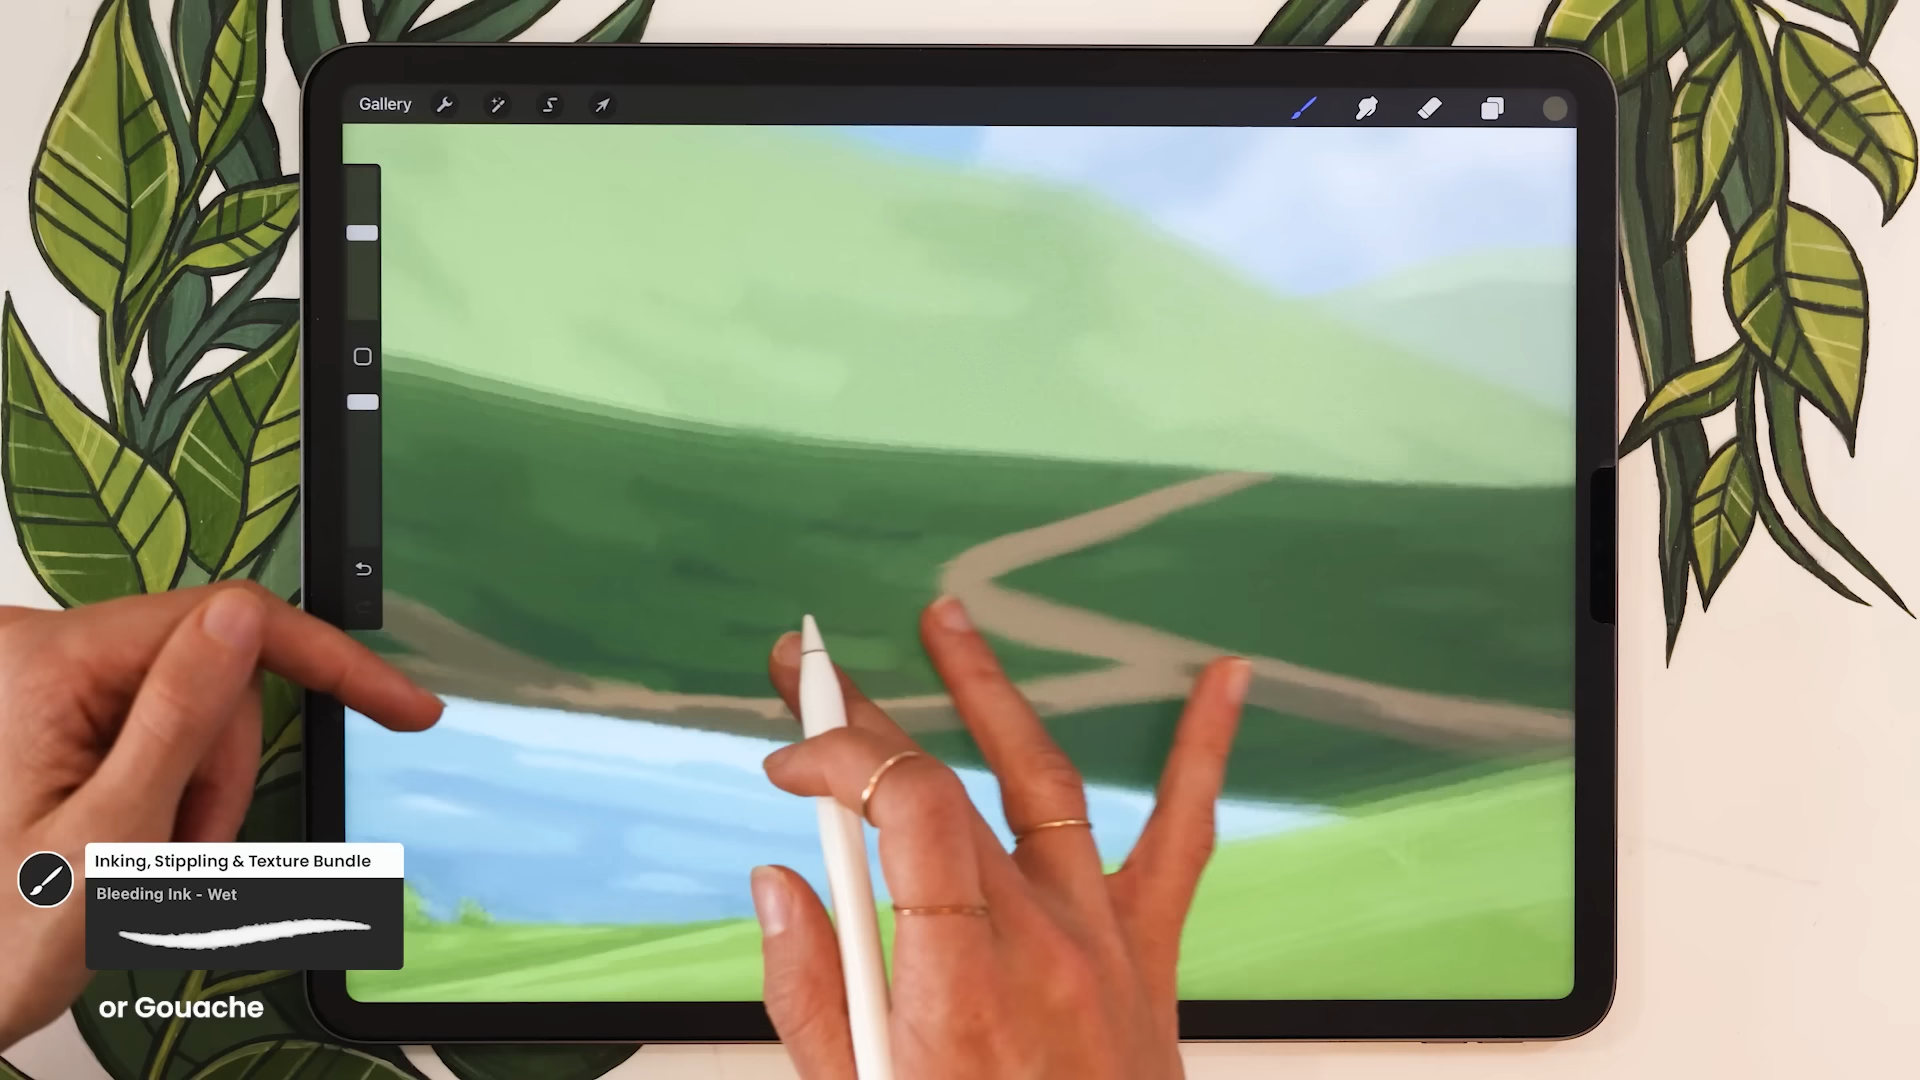 Gallery
Inking, Stippling & Texture Bundle
Bleeding Ink - Wet
or Gouache